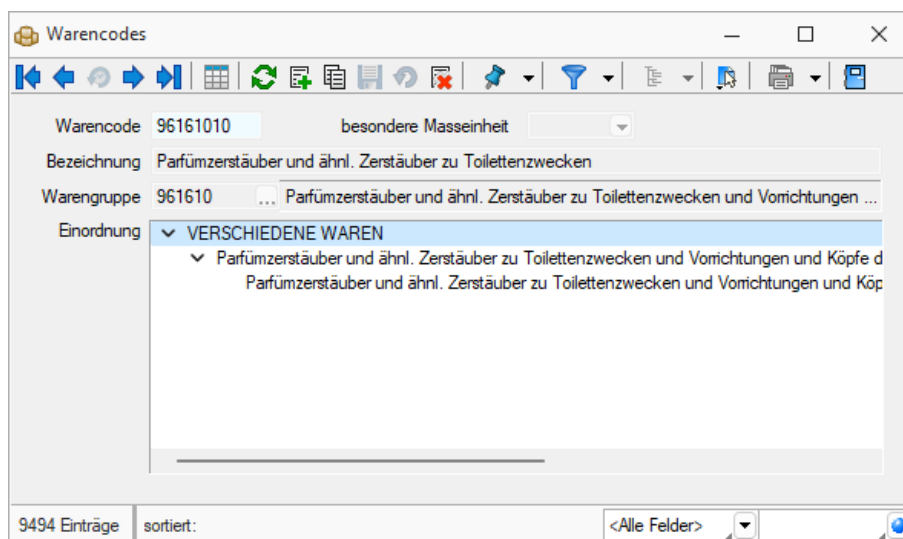 Warencodes
Warencode 96161010 besondere Masseinheit
Bezeichnung Parfümzerstäuber und ähnl. Zerstäuber zu Toilettenzwecken
Warengruppe 961610 ... Parfümzerstäuber und ähnl. Zerstäuber zu Toilettenzwecken und Vorrichtungen ...
Einordnung VERSCHIEDENE WAREN
Parfümzerstäuber und ähnl. Zerstäuber zu Toilettenzwecken und Vorrichtungen und Köpfe d
Parfümzerstäuber und ähnl. Zerstäuber zu Toilettenzwecken und Vorrichtungen und Köp
9494 Einträge sortiert: <Alle Felder>